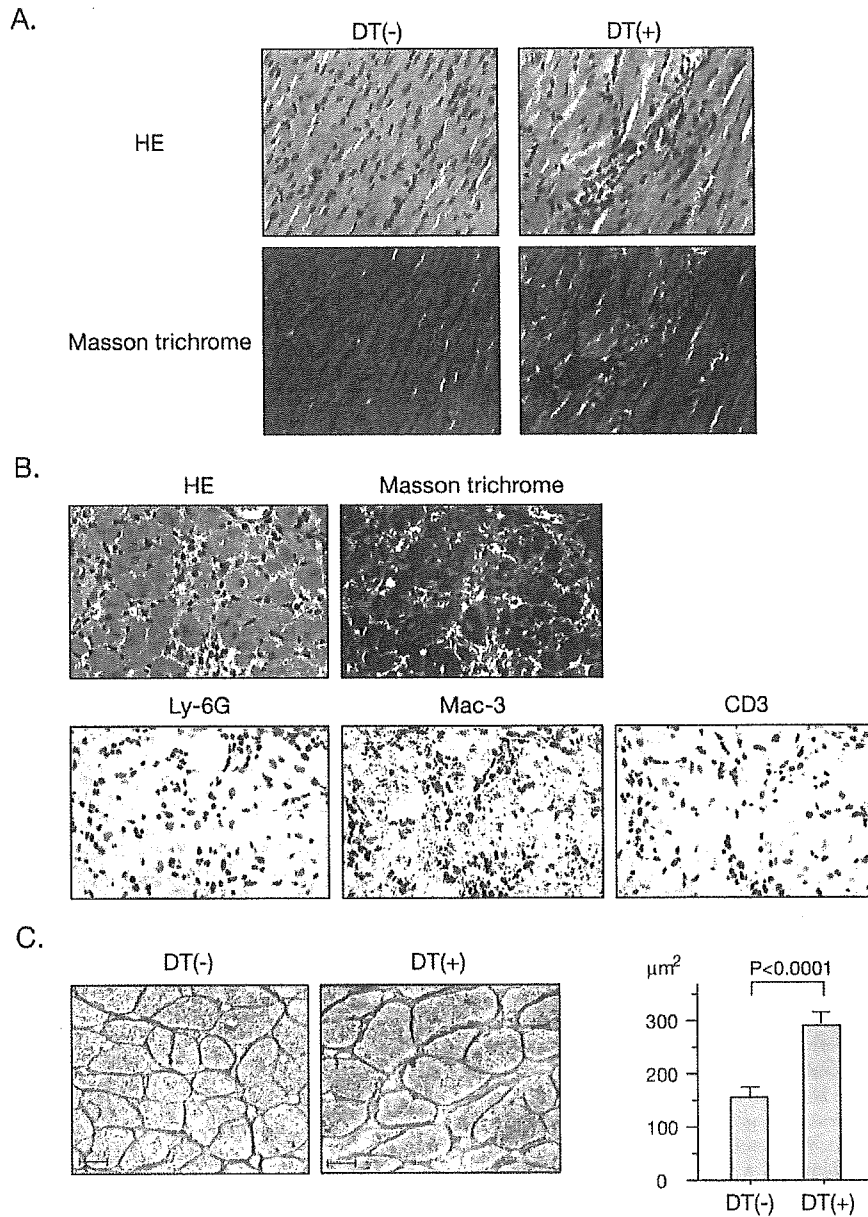 A.
DT(-) DT(+)
HE
Masson trichrome
B.
HE Masson trichrome
Ly-6G Mac-3 CD3
C.
DT(-) DT(+)
μm²
P<0.0001
300
200
100
0
DT(-) DT(+)